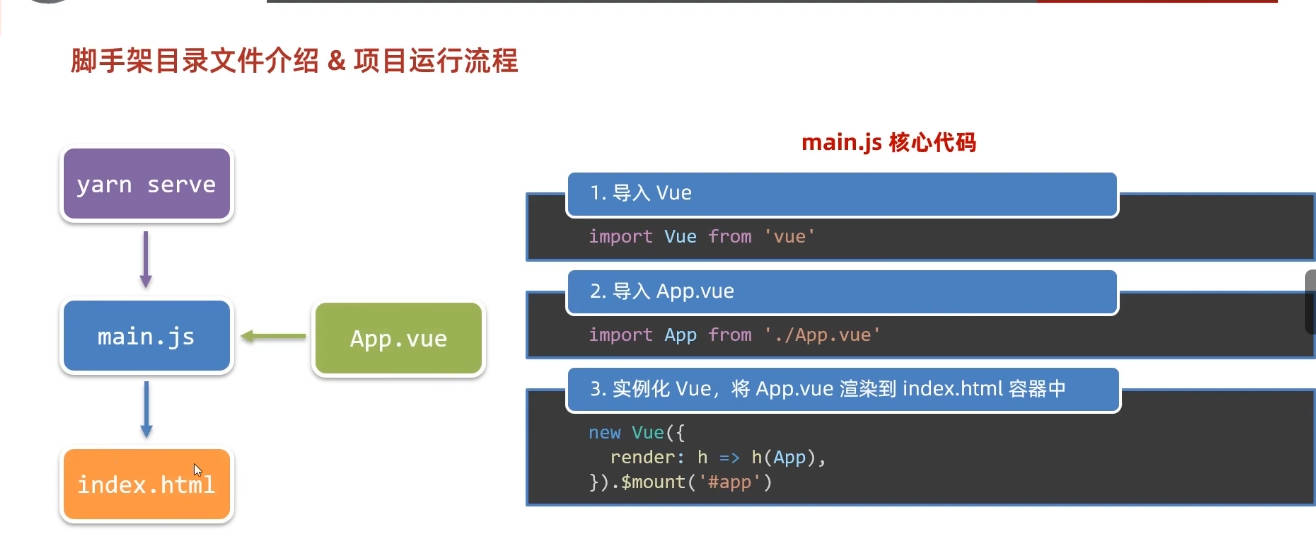 脚手架目录文件介绍 & 项目运行流程
yarn serve
main.js
App.vue
index.html
main.js 核心代码
1. 导入 Vue
import Vue from 'vue'
2. 导入 App.vue
import App from './App.vue'
3. 实例化 Vue，将 App.vue 渲染到 index.html 容器中
new Vue({
  render: h => h(App),
}).$mount('#app')